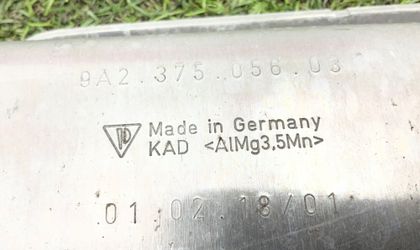 9A2.375.056.03
Made in Germany
KAD <AlMg3.5Mn>
01.02.18/01